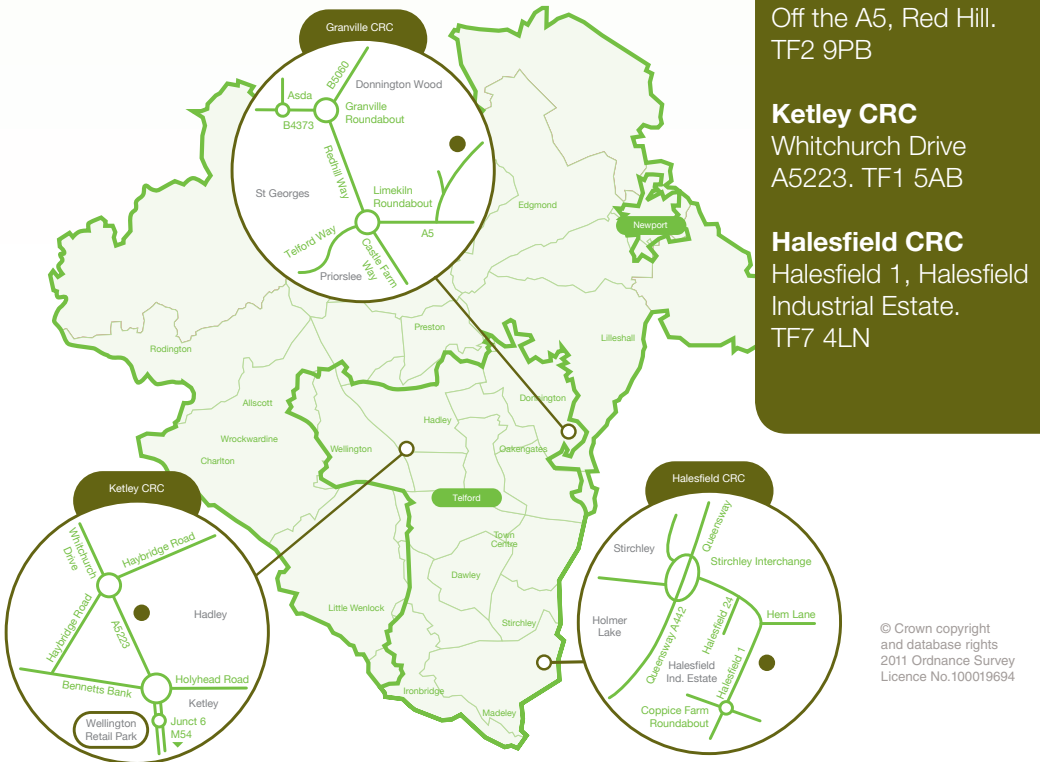 Granville CRC
B5060
Donnington Wood
Asda
Granville
Roundabout
B4373
Redhill Way
St Georges
Limekiln
Roundabout
Telford Way
A5
Castle Farm
Way
Priorslee
Off the A5, Red Hill.
TF2 9PB
Ketley CRC
Whitchurch Drive
A5223. TF1 5AB
Halesfield CRC
Halesfield 1, Halesfield
Industrial Estate.
TF7 4LN
Edgmond
Newport
Preston
Lilleshall
Rodington
Allscott
Donnington
Hadley
Wrockwardine
Wellington
Oakengates
Charlton
Telford
Town
Centre
Dawley
Little Wenlock
Stirchley
Ironbridge
Madeley
Ketley CRC
Whitchurch
Drive
Haybridge Road
Haybridge Road
A5223
Hadley
Bennetts Bank
Holyhead Road
Ketley
Wellington
Retail Park
Junct 6
M54
Halesfield CRC
Queensway
Stirchley
Stirchley Interchange
Holmer
Lake
Queensway A442
Halesfield 24
Hem Lane
Halesfield
Ind. Estate
Halesfield 1
Coppice Farm
Roundabout
© Crown copyright
and database rights
2011 Ordnance Survey
Licence No.100019694